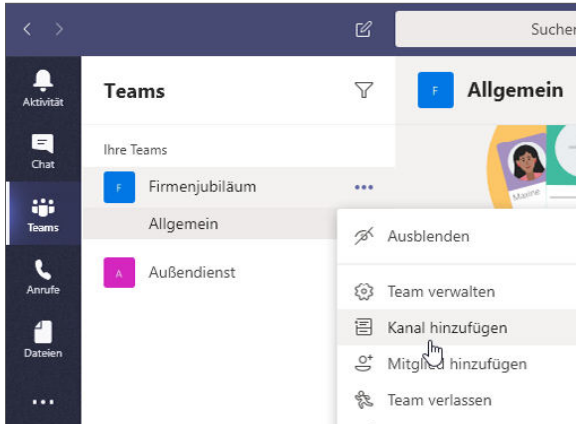 Suchen
Aktivität
Chat
Teams
Anrufe
Dateien
Teams
Ihre Teams
F
Firmenjubiläum
Allgemein
A
Außendienst
F
Allgemein
Maxine
Ausblenden
Team verwalten
Kanal hinzufügen
Mitglied hinzufügen
Team verlassen